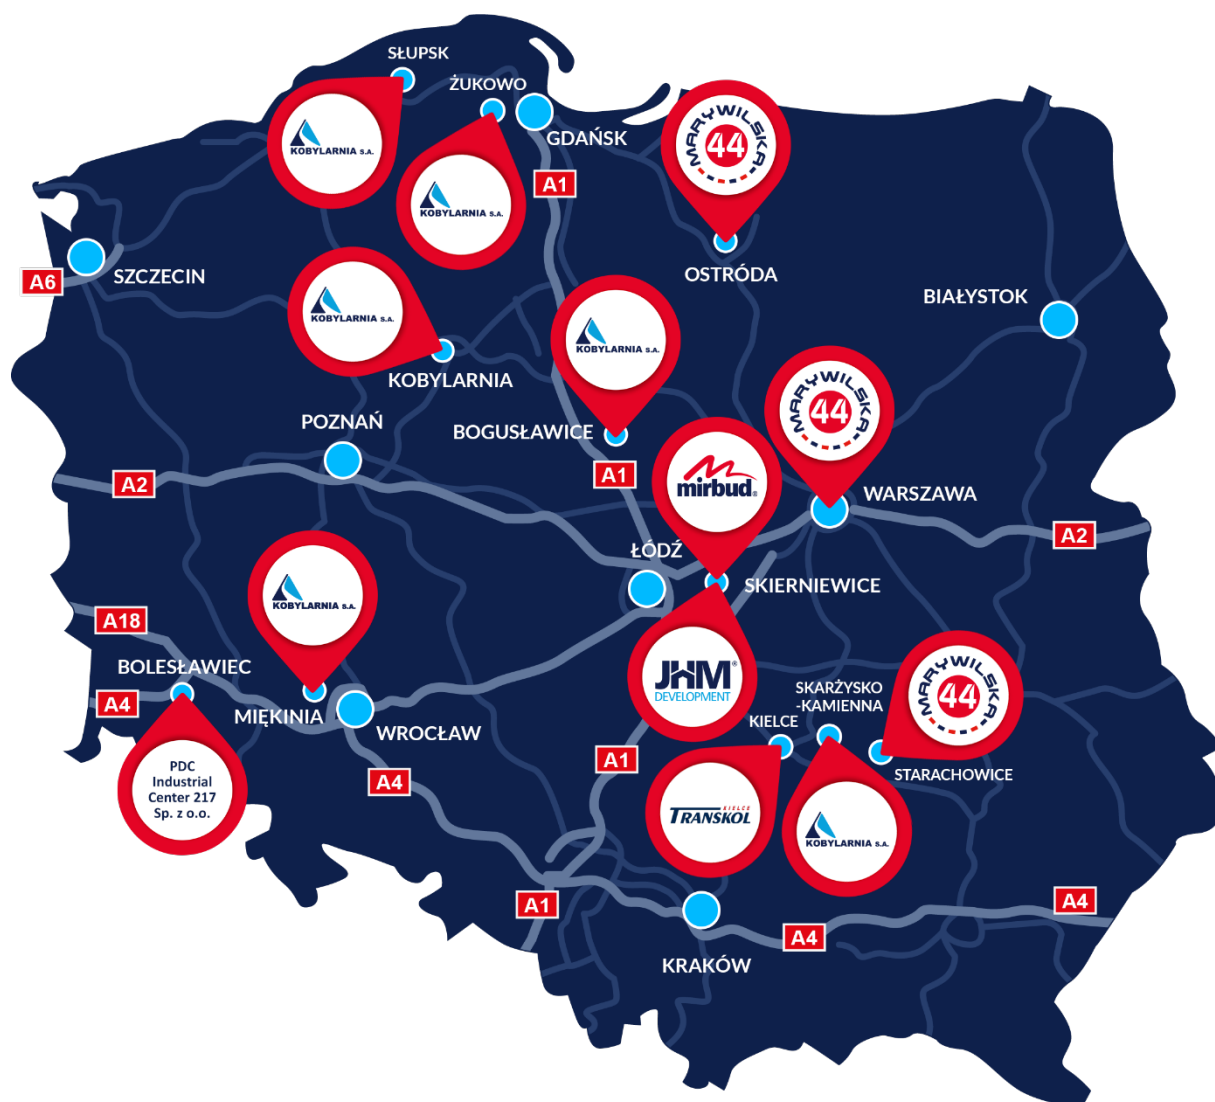 SŁUPSK
ŻUKOWO
KOBYLARNIA S.A.
GDAŃSK
MARYWILSKA
44
A1
KOBYLARNIA S.A.
OSTRÓDA
SZCZECIN
A6
BIAŁYSTOK
KOBYLARNIA S.A.
KOBYLARNIA S.A.
KOBYLARNIA
MARYWILSKA
44
POZNAŃ
BOGUSŁAWICE
A1
A2
mirbud®
WARSZAWA
A2
ŁÓDŹ
SKIERNIEWICE
KOBYLARNIA S.A.
A18
BOLESŁAWIEC
A4
MIĘKINIA
WROCŁAW
JHM®
DEVELOPMENT
SKARŻYSKO
-KAMIENNA
KIELCE
MARYWILSKA
44
STARACHOWICE
PDC
Industrial
Center 217
Sp. z o.o.
A4
A1
KIELCE
TRANSKOL
KOBYLARNIA S.A.
A1
A4
A4
KRAKÓW